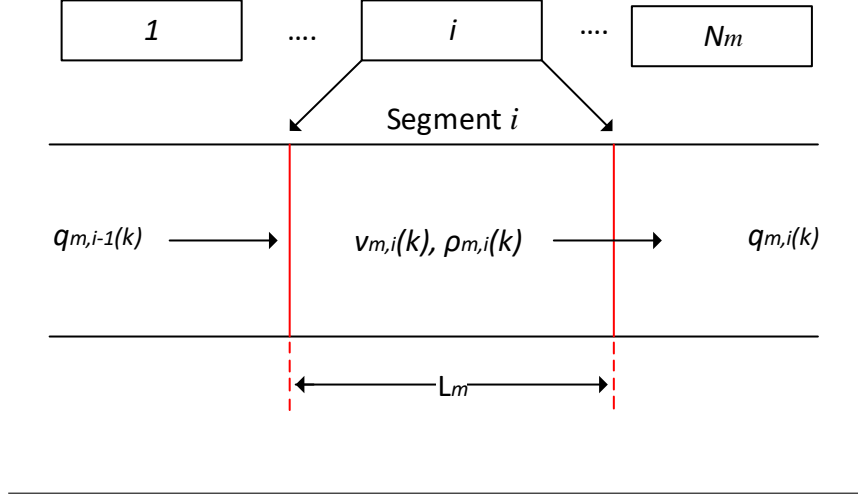 1 .... i .... Nm
Segment i
qm,i-1(k) vm,i(k), ρm,i(k) qm,i(k)
Lm